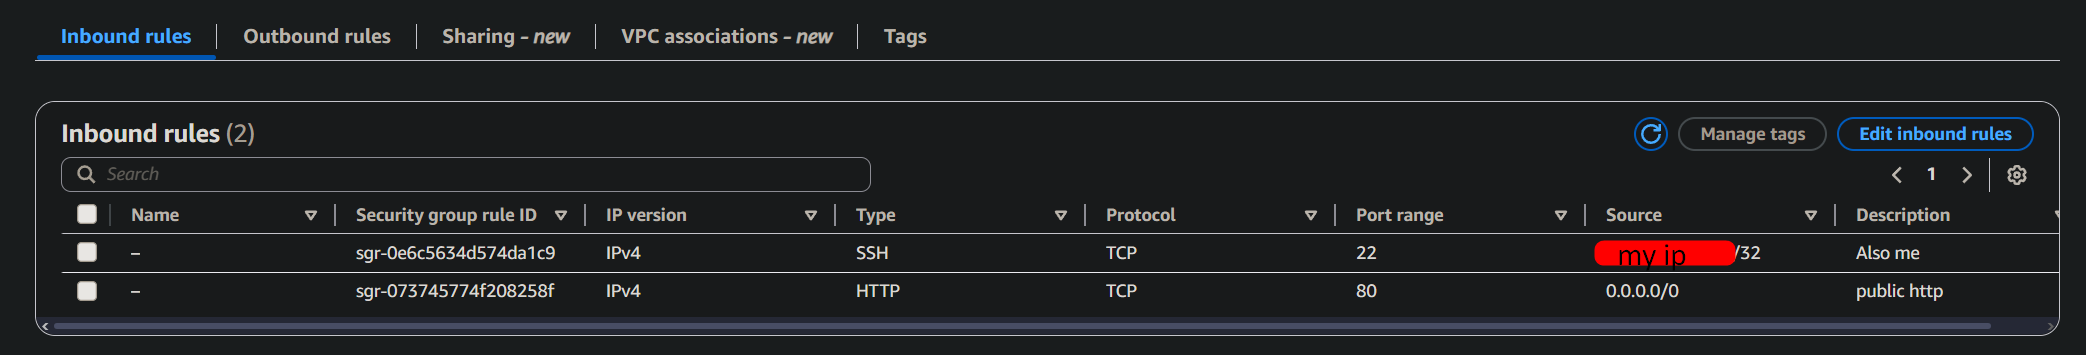 Inbound rules Outbound rules Sharing - new VPC associations - new Tags
Inbound rules (2) Manage tags Edit inbound rules
Search 1
Name Security group rule ID IP version Type Protocol Port range Source Description
– sgr-0e6c5634d574da1c9 IPv4 SSH TCP 22 my ip /32 Also me
– sgr-073745774f208258f IPv4 HTTP TCP 80 0.0.0.0/0 public http